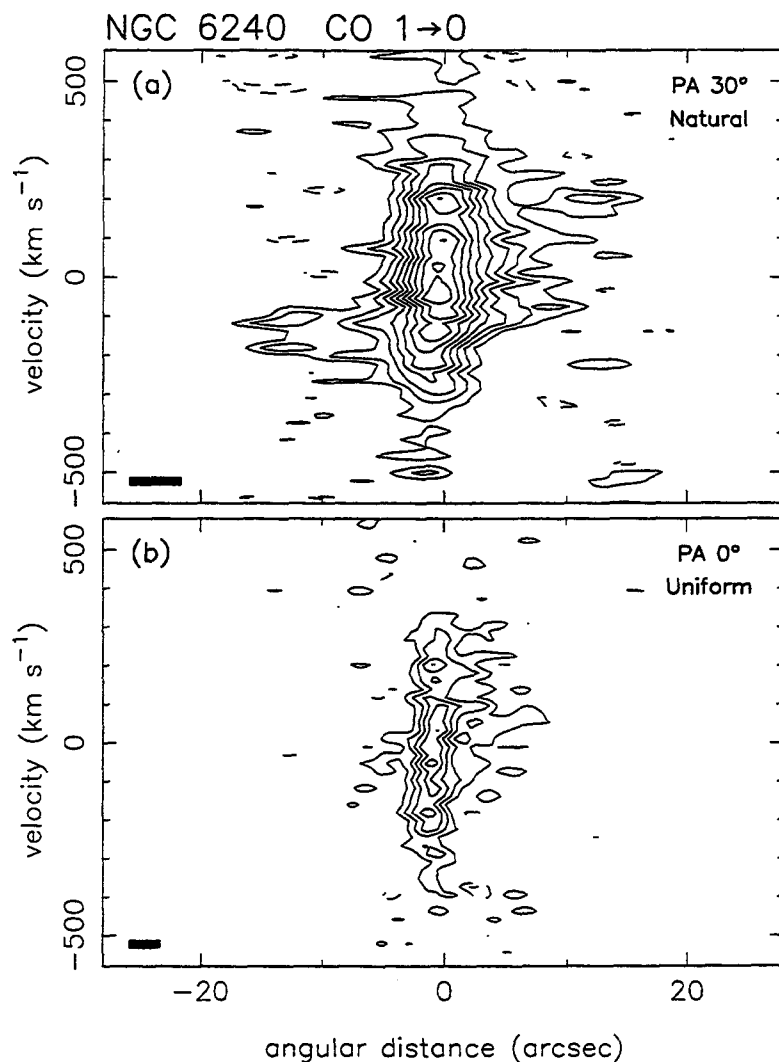 NGC 6240 CO 1→0
(a)
PA 30°
Natural
500
0
−500
velocity (km s⁻¹)
(b)
PA 0°
Uniform
500
0
−500
velocity (km s⁻¹)
−20 0 20
angular distance (arcsec)